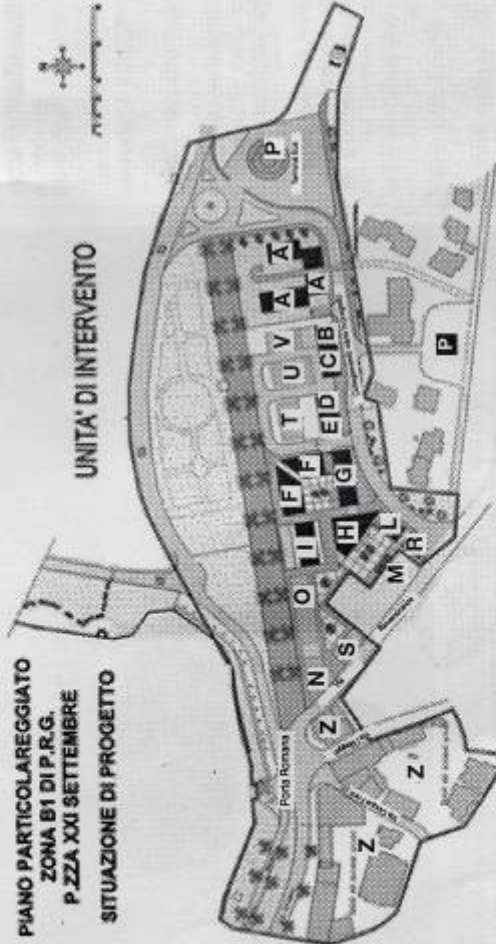 PIANO PARTICOLAREGGIATO
ZONA B1 DI P.R.G.
P.ZZA XXI SETTEMBRE
SITUAZIONE DI PROGETTO
UNITA' DI INTERVENTO
N
P
A
A
A
A
V
U
T
B
C
D
E
F
F
G
I
H
L
O
M
R
N
S
Z
Z
Z
P
Porta Romana